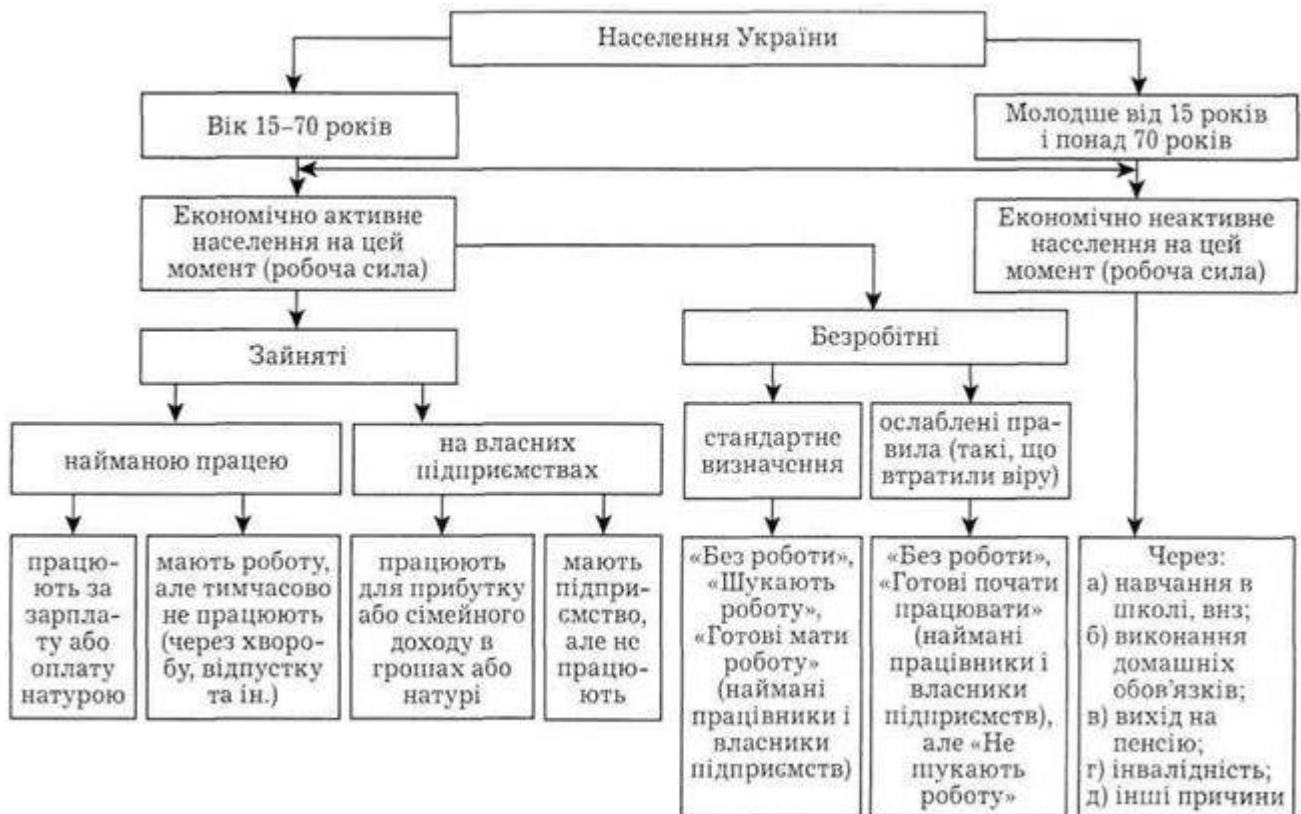 Населення України
Вік 15–70 років
Молодше від 15 років
і понад 70 років
Економічно активне
населення на цей
момент (робоча сила)
Економічно неактивне
населення на цей
момент (робоча сила)
Зайняті
Безробітні
найманою працею
на власних
підприємствах
стандартне
визначення
ослаблені пра-
вила (такі, що
втратили віру)
працю-
ють за
зарпла-
ту або
оплату
натурою
мають роботу,
але тимчасово
не працюють
(через хворо-
бу, відпустку
та ін.)
працюють
для прибутку
або сімейного
доходу в
грошах або
натурі
мають
підпри-
ємство,
але не
працю-
ють
«Без роботи»,
«Шукають
роботу»,
«Готові мати
роботу»
(наймані
працівники і
власники
підприємств)
«Без роботи»,
«Готові почати
працювати»
(наймані
працівники і
власники
підприємств),
але «Не
шукають
роботу»
Через:
а) навчання в
школі, внз;
б) виконання
домашніх
обов'язків;
в) вихід на
пенсію;
г) інвалідність;
д) інші причини